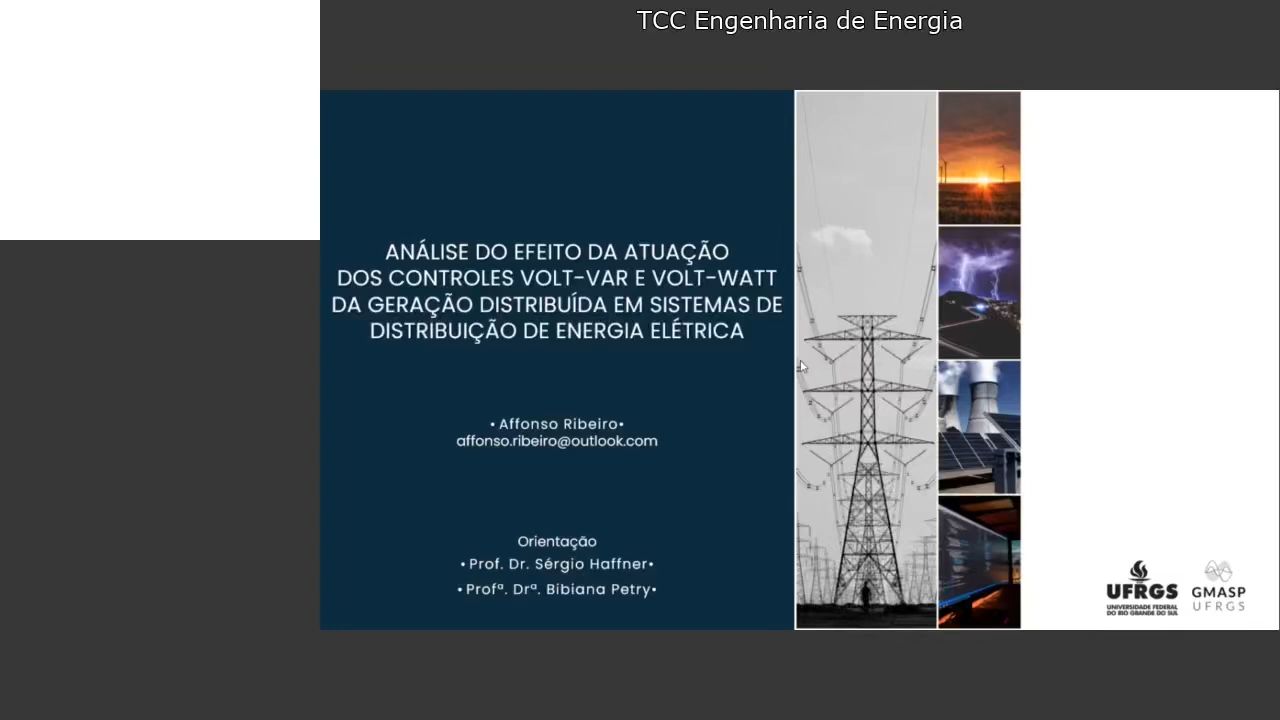 TCC Engenharia de Energia
ANÁLISE DO EFEITO DA ATUAÇÃO
DOS CONTROLES VOLT-VAR E VOLT-WATT
DA GERAÇÃO DISTRIBUÍDA EM SISTEMAS DE
DISTRIBUIÇÃO DE ENERGIA ELÉTRICA
• Affonso Ribeiro•
affonso.ribeiro@outlook.com
Orientação
• Prof. Dr. Sérgio Haffner•
• Profª. Drª. Bibiana Petry•
UFRGS
UNIVERSIDADE FEDERAL
DO RIO GRANDE DO SUL
GMASP
UFRGS